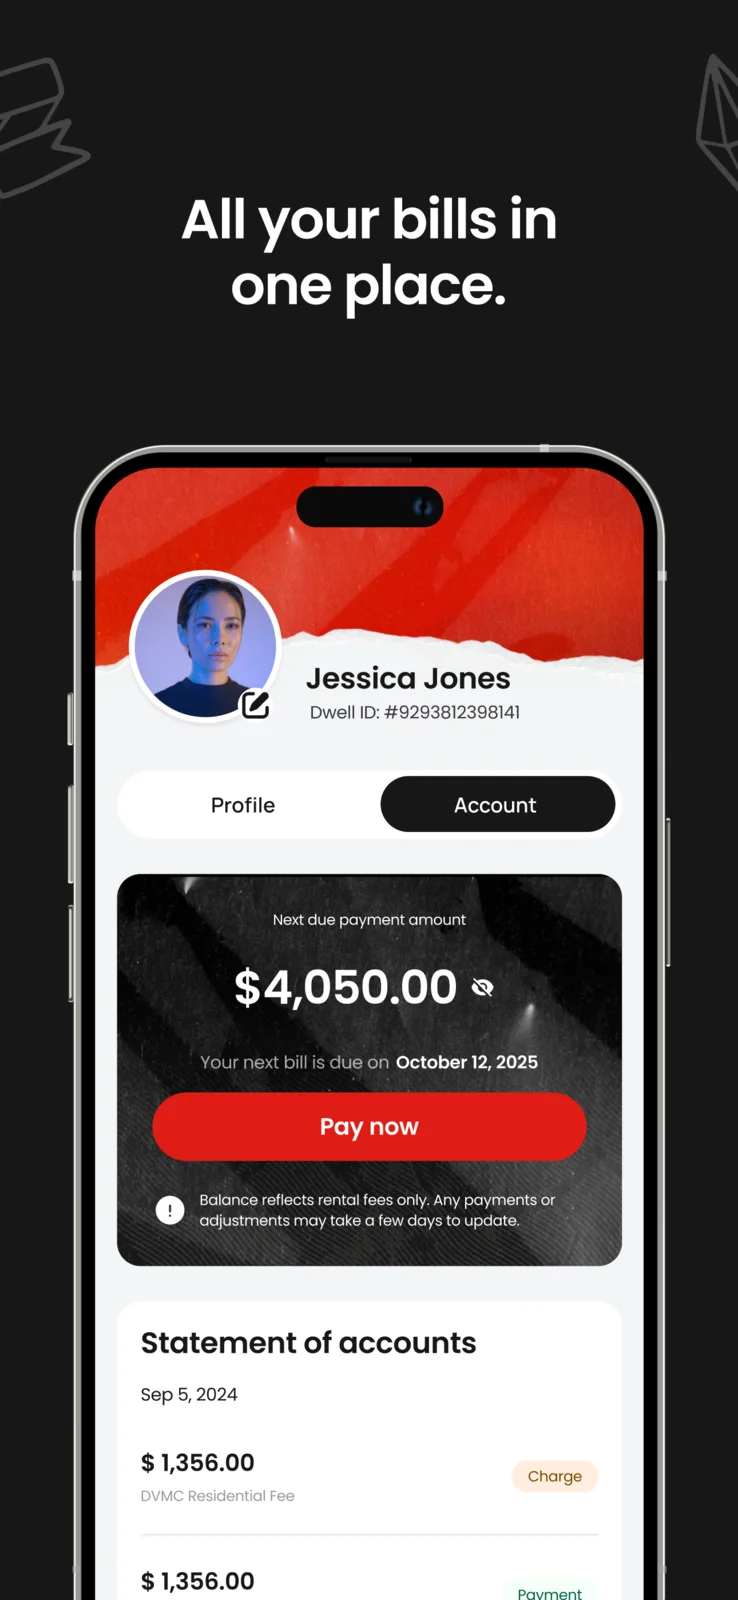 All your bills in
one place.
Jessica Jones
Dwell ID: #9293812398141
Profile
Account
Next due payment amount
$4,050.00
Your next bill is due on October 12, 2025
Pay now
Balance reflects rental fees only. Any payments or
adjustments may take a few days to update.
Statement of accounts
Sep 5, 2024
$ 1,356.00
Charge
DVMC Residential Fee
$ 1,356.00
Payment